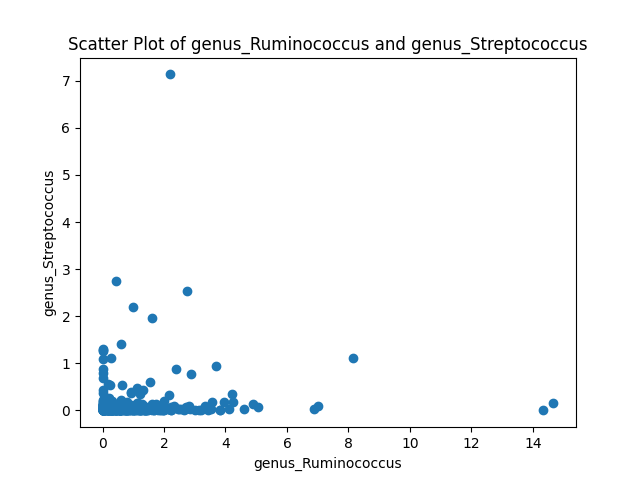 Scatter Plot of genus_Ruminococcus and genus_Streptococcus
7
6
5
4
3
2
1
0
genus_Streptococcus
0 2 4 6 8 10 12 14
genus_Ruminococcus